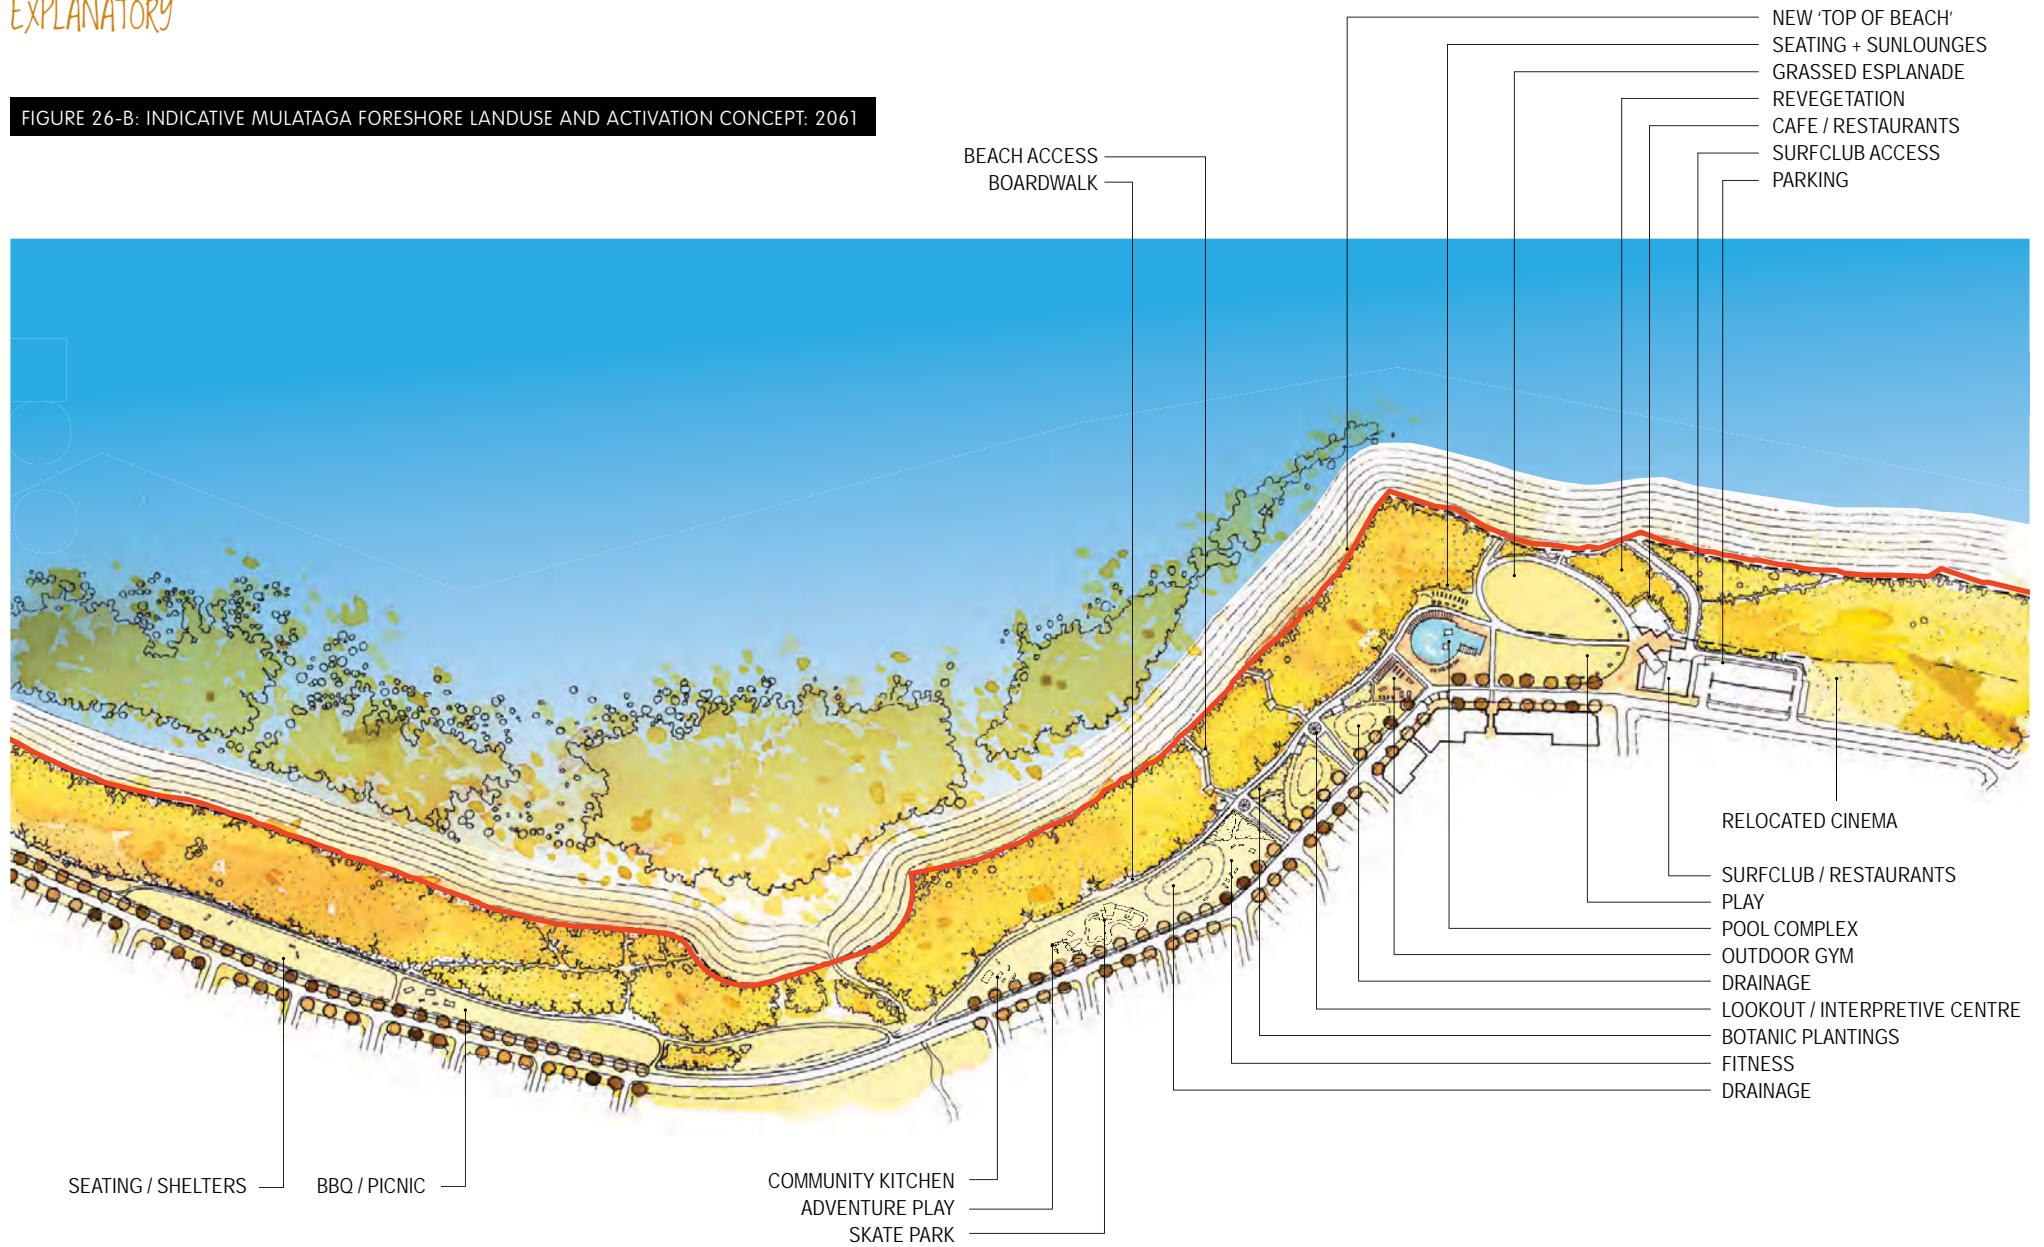 EXPLANATORY
FIGURE 26-B: INDICATIVE MULATAGA FORESHORE LANDUSE AND ACTIVATION CONCEPT: 2061
NEW 'TOP OF BEACH'
SEATING + SUNLOUNGES
GRASSED ESPLANADE
REVEGETATION
CAFE / RESTAURANTS
SURFCLUB ACCESS
PARKING
BEACH ACCESS
BOARDWALK
RELOCATED CINEMA
SURFCLUB / RESTAURANTS
PLAY
POOL COMPLEX
OUTDOOR GYM
DRAINAGE
LOOKOUT / INTERPRETIVE CENTRE
BOTANIC PLANTINGS
FITNESS
DRAINAGE
SEATING / SHELTERS
BBQ / PICNIC
COMMUNITY KITCHEN
ADVENTURE PLAY
SKATE PARK